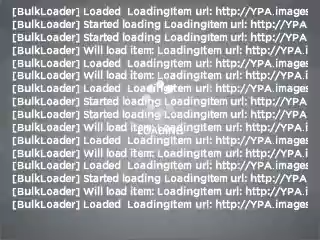 [BulkLoader] Loaded LoadingItem url: http://YPA.images
[BulkLoader] Started loading LoadingItem url: http://YPA
[BulkLoader] Started loading LoadingItem url: http://YPA
[BulkLoader] Will load item: LoadingItem url: http://YPA.i
[BulkLoader] Loaded LoadingItem url: http://YPA.images
[BulkLoader] Will load item: LoadingItem url: http://YPA.i
[BulkLoader] Loaded LoadingItem url: http://YPA.images
[BulkLoader] Started loading LoadingItem url: http://YPA
[BulkLoader] Started loading LoadingItem url: http://YPA
[BulkLoader] Will load item: LoadingItem url: http://YPA.i
LOADING
[BulkLoader] Loaded LoadingItem url: http://YPA.images
[BulkLoader] Will load item: LoadingItem url: http://YPA.i
[BulkLoader] Loaded LoadingItem url: http://YPA.images
[BulkLoader] Started loading LoadingItem url: http://YPA
[BulkLoader] Will load item: LoadingItem url: http://YPA.i
[BulkLoader] Loaded LoadingItem url: http://YPA.images